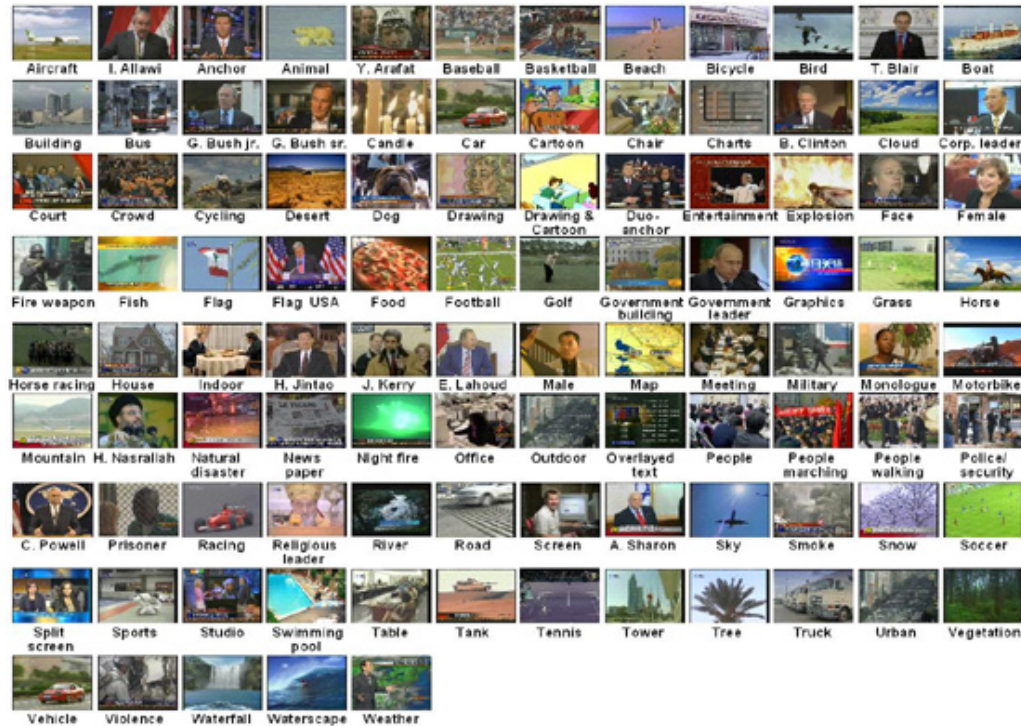 Aircraft I. Allawi Anchor Animal Y. Arafat Baseball Basketball Beach Bicycle Bird T. Blair Boat
Building Bus G. Bush jr. G. Bush sr. Candle Car Cartoon Chair Charts B. Clinton Cloud Corp. leader
Court Crowd Cycling Desert Dog Drawing Drawing & Cartoon Duo-anchor Entertainment Explosion Face Female
Fire weapon Fish Flag Flag USA Food Football Golf Government building Government leader Graphics Grass Horse
Horse racing House Indoor H. Jintao J. Kerry E. Lahoud Male Map Meeting Military Monologue Motorbike
Mountain H. Nasrallah Natural disaster News paper Night fire Office Outdoor Overlayed text People People marching People walking Police/ security
C. Powell Prisoner Racing Religious leader River Road Screen A. Sharon Sky Smoke Snow Soccer
Split screen Sports Studio Swimming pool Table Tank Tennis Tower Tree Truck Urban Vegetation
Vehicle Violence Waterfall Waterscape Weather